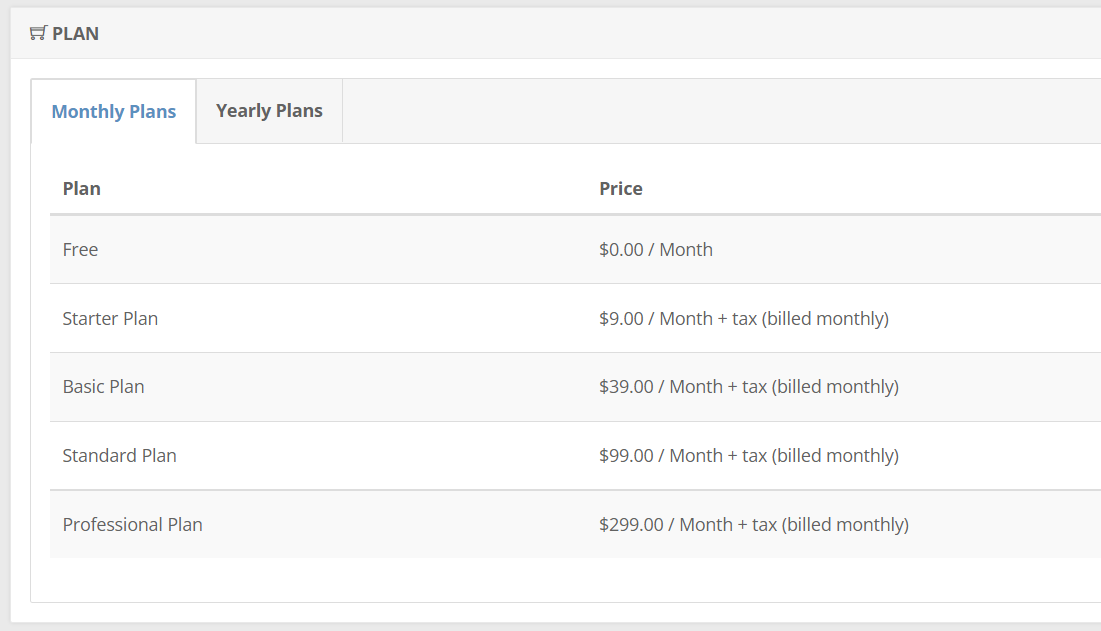 PLAN
Monthly Plans Yearly Plans
Plan Price
Free $0.00 / Month
Starter Plan $9.00 / Month + tax (billed monthly)
Basic Plan $39.00 / Month + tax (billed monthly)
Standard Plan $99.00 / Month + tax (billed monthly)
Professional Plan $299.00 / Month + tax (billed monthly)